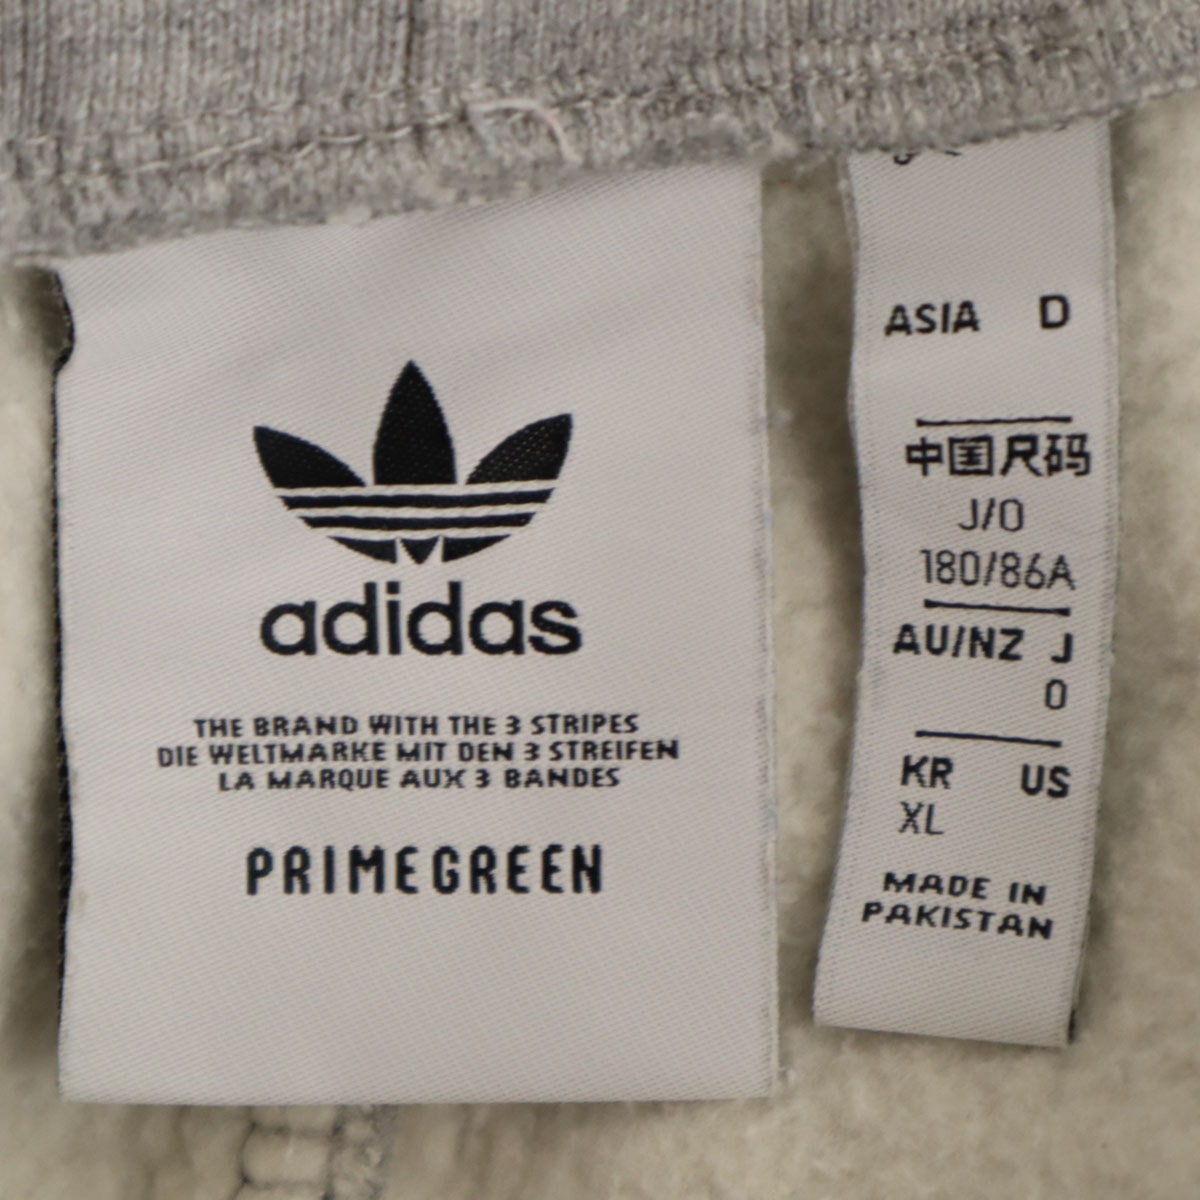 adidas
THE BRAND WITH THE 3 STRIPES
DIE WELTMARKE MIT DEN 3 STREIFEN
LA MARQUE AUX 3 BANDES
PRIMEGREEN
ASIA D
中国尺码
J/O
180/86A
AU/NZ J
O
KR US
XL
MADE IN
PAKISTAN